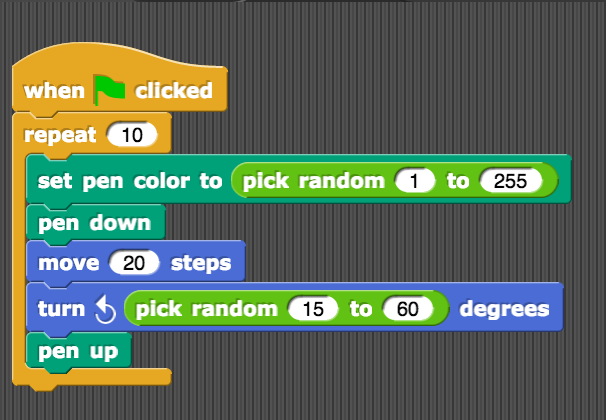 when clicked
repeat 10
set pen color to pick random 1 to 255
pen down
move 20 steps
turn pick random 15 to 60 degrees
pen up